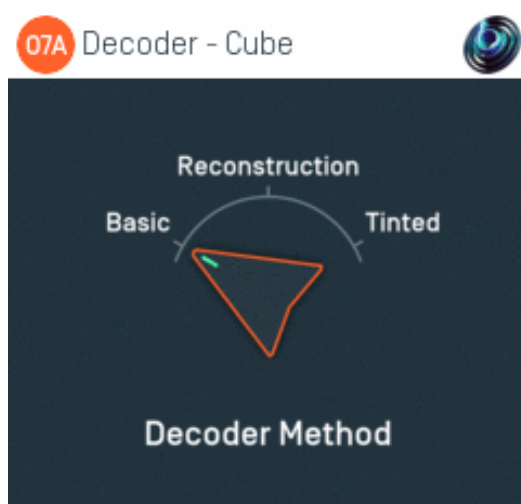 O7A Decoder - Cube
Reconstruction
Basic
Tinted
Decoder Method